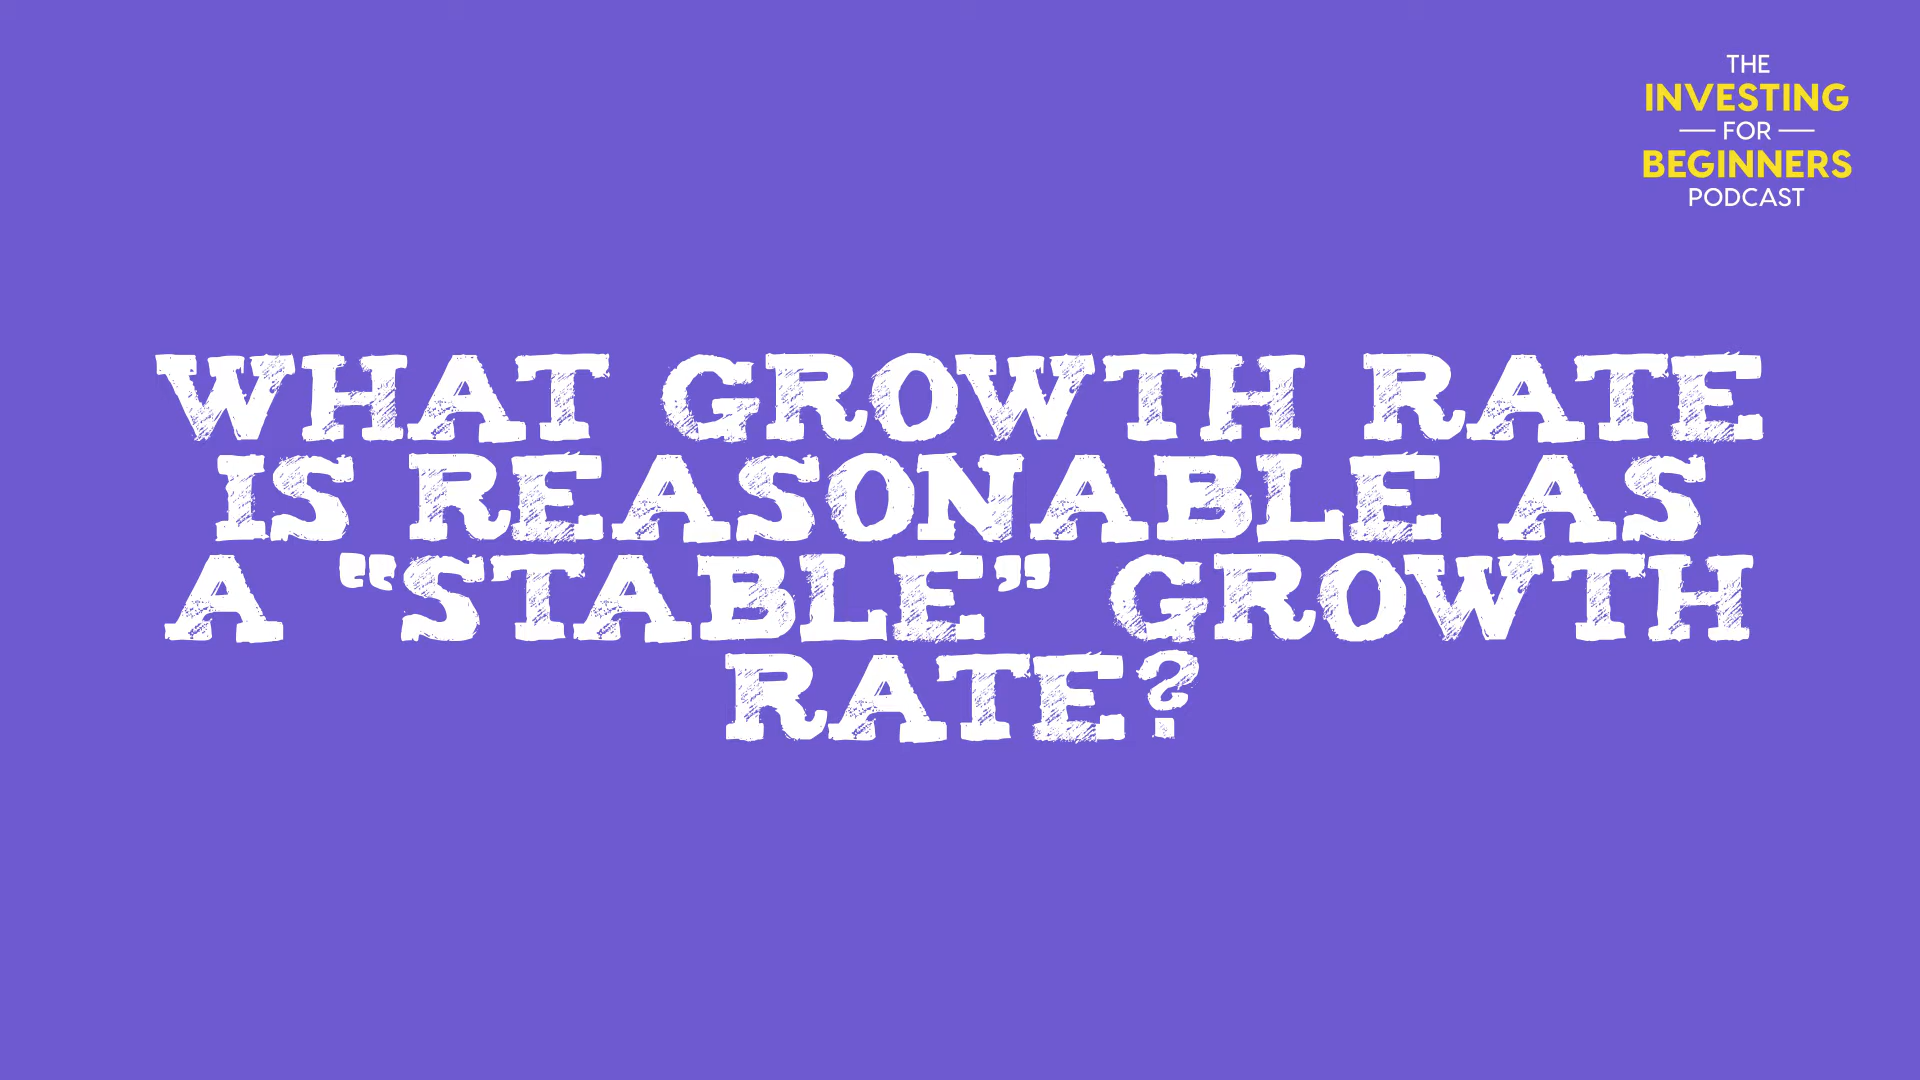 THE
INVESTING
FOR
BEGINNERS
PODCAST
WHAT GROWTH RATE
IS REASONABLE AS
A "STABLE" GROWTH
RATE?